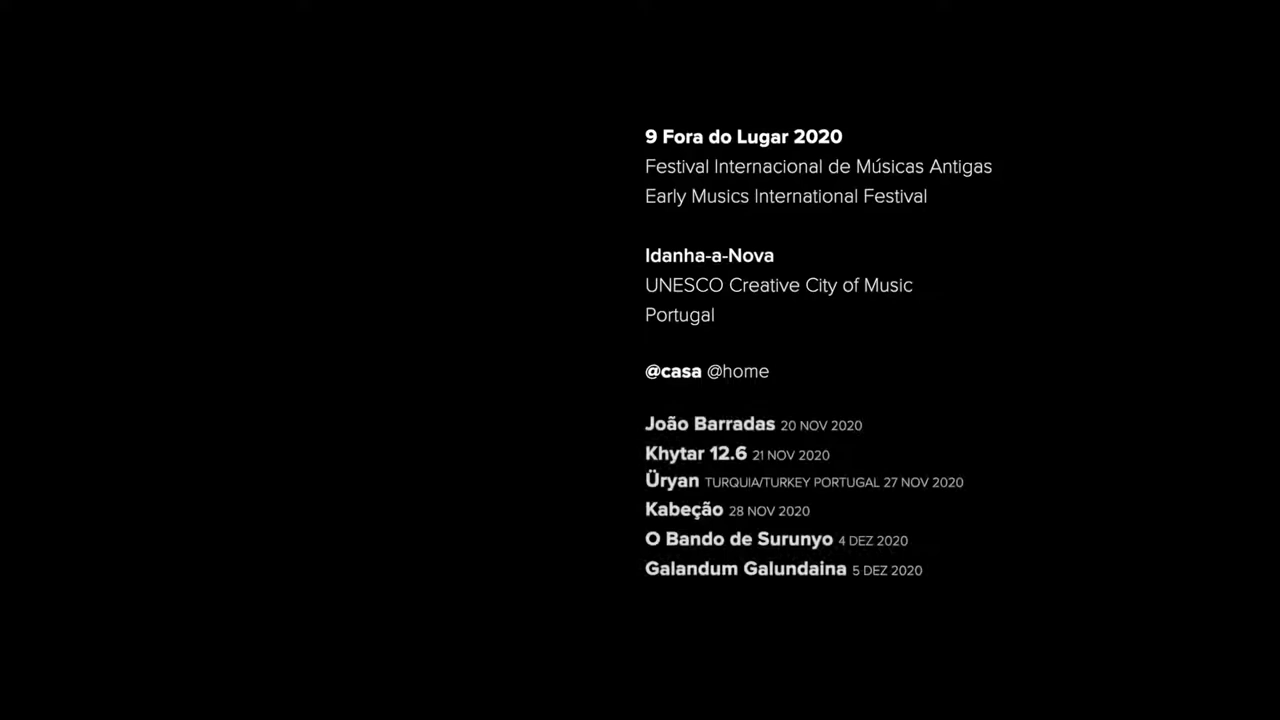 9 Fora do Lugar 2020
Festival Internacional de Músicas Antigas
Early Musics International Festival
Idanha-a-Nova
UNESCO Creative City of Music
Portugal
@casa @home
João Barradas 20 NOV 2020
Khytar 12.6 21 NOV 2020
Üryan TURQUIA/TURKEY PORTUGAL 27 NOV 2020
Kabeção 28 NOV 2020
O Bando de Surunyo 4 DEZ 2020
Galandum Galundaina 5 DEZ 2020